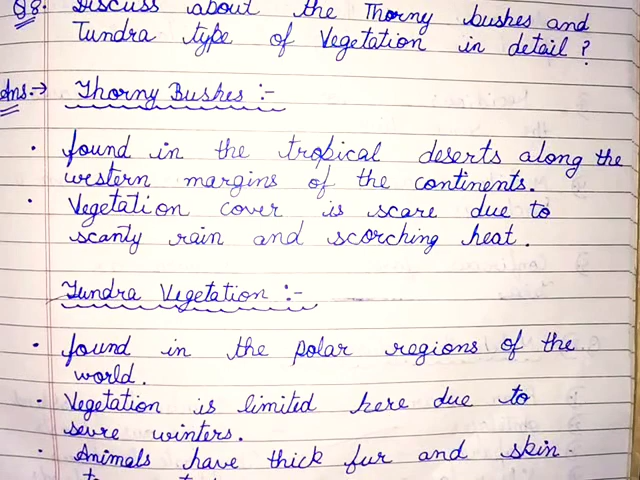 Q8. Discuss about the Thorny bushes and
Tundra type of Vegetation in detail?
Ans.→ Thorny Bushes :-
· found in the tropical deserts along the
western margins of the continents.
· Vegetation cover is scare due to
scanty rain and scorching heat.
Tundra Vegetation :-
· found in the polar regions of the
world.
· Vegetation is limited here due to
sevre winters.
· Animals have thick fur and skin